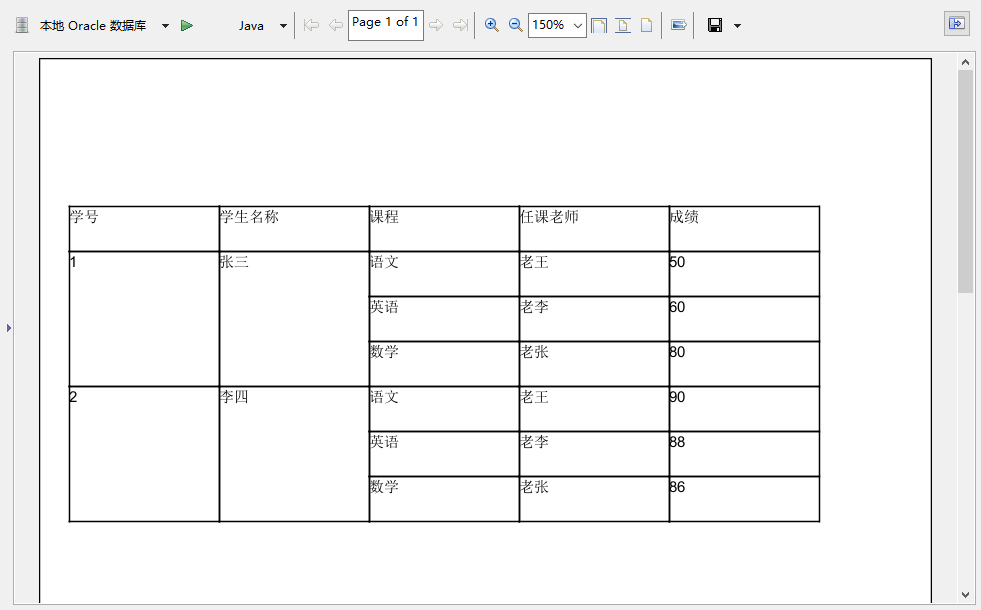 本地 Oracle 数据库 Java Page 1 of 1 150%
学号 学生名称 课程 任课老师 成绩
1 张三 语文 老王 50
英语 老李 60
数学 老张 80
2 李四 语文 老王 90
英语 老李 88
数学 老张 86